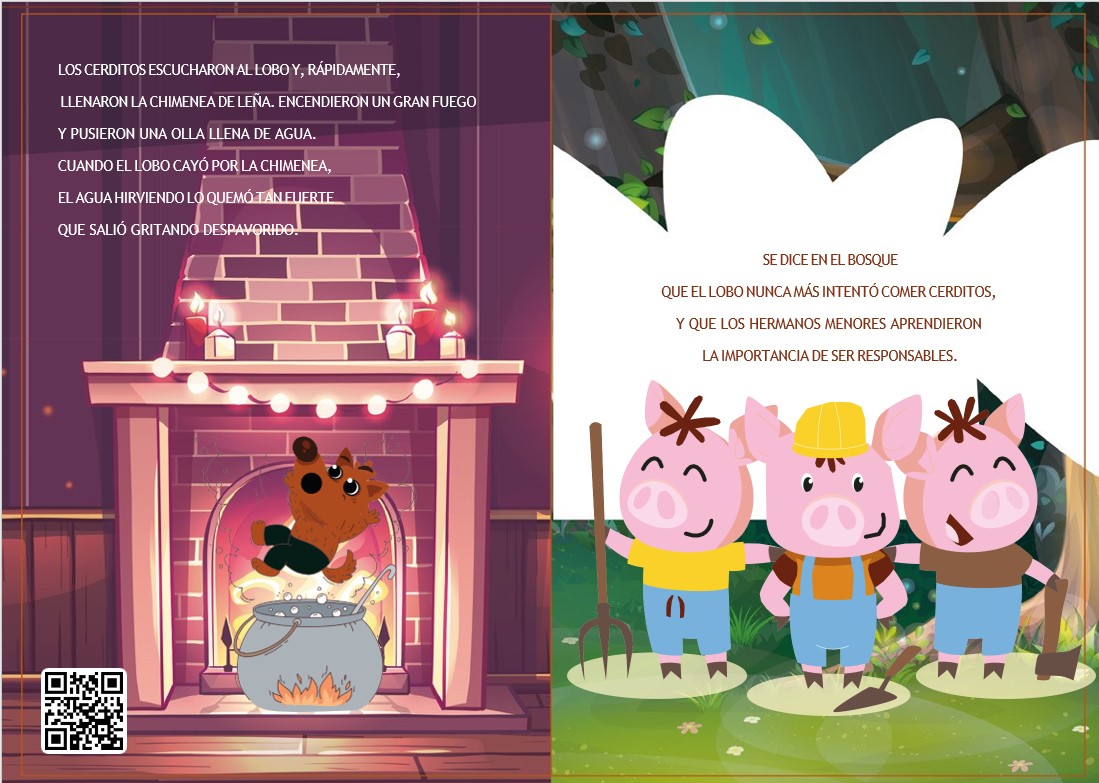 LOS CERDITOS ESCUCHARON AL LOBO Y, RÁPIDAMENTE,
LLENARON LA CHIMENEA DE LEÑA. ENCENDIERON UN GRAN FUEGO
Y PUSIERON UNA OLLA LLENA DE AGUA.
CUANDO EL LOBO CAYÓ POR LA CHIMENEA,
EL AGUA HIRVIENDO LO QUEMÓ TAN FUERTE
QUE SALIÓ GRITANDO DESPAVORIDO.
SE DICE EN EL BOSQUE
QUE EL LOBO NUNCA MÁS INTENTÓ COMER CERDITOS,
Y QUE LOS HERMANOS MENORES APRENDIERON
LA IMPORTANCIA DE SER RESPONSABLES.